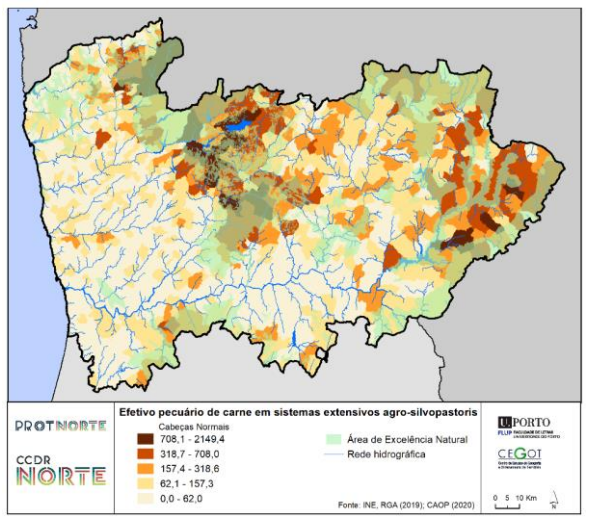 Efetivo pecuário de carne em sistemas extensivos agro-silvopastoris
PROTNORTE
CCDR
NORTE
Cabeças Normais
708,1 - 2149,4
318,7 - 708,0
157,4 - 318,6
62,1 - 157,3
0,0 - 62,0
Área de Excelência Natural
Rede hidrográfica
Fonte: INE, RGA (2019); CAOP (2020)
U.PORTO
FLUP FACULDADE DE LETRAS
UNIVERSIDADE DO PORTO
CEGOT
0 5 10 Km
N